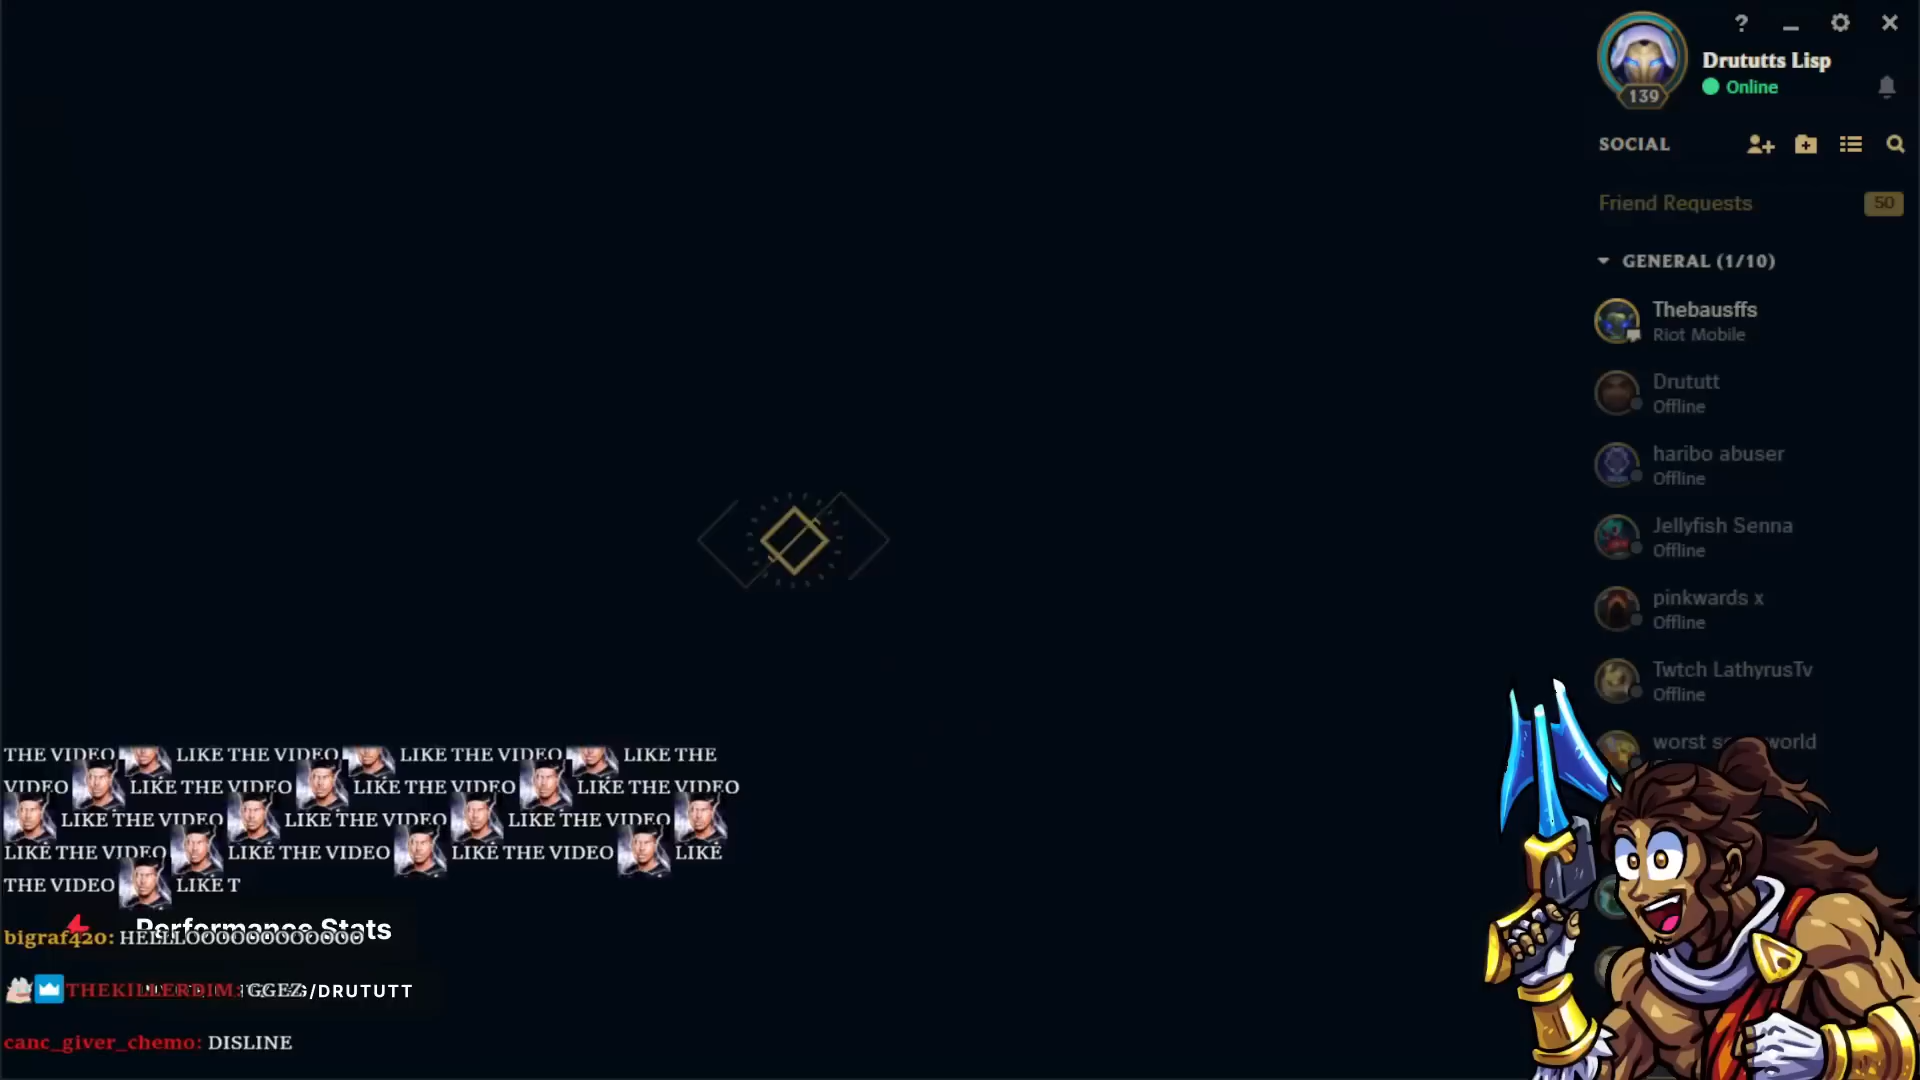 ?
Drututts Lisp
139
Online
SOCIAL
Friend Requests
50
GENERAL (1/10)
Thebausffs
Riot Mobile
Drututt
Offline
haribo abuser
Offline
Jellyfish Senna
Offline
pinkwards x
Offline
Twtch LathyrusTv
Offline
worst world
THE VIDEO LIKE THE VIDEO LIKE THE VIDEO LIKE THE
VIDEO LIKE THE VIDEO LIKE THE VIDEO LIKE THE VIDEO
LIKE THE VIDEO LIKE THE VIDEO LIKE THE VIDEO
LIKE THE VIDEO LIKE THE VIDEO LIKE THE VIDEO LIKE
THE VIDEO LIKE T
Performance Stats
bigraf420: HELLLOOOOOOOOOOOO
THEKILLERDIM: GGEZ
/DRUTUTT
canc_giver_chemo: DISLINE